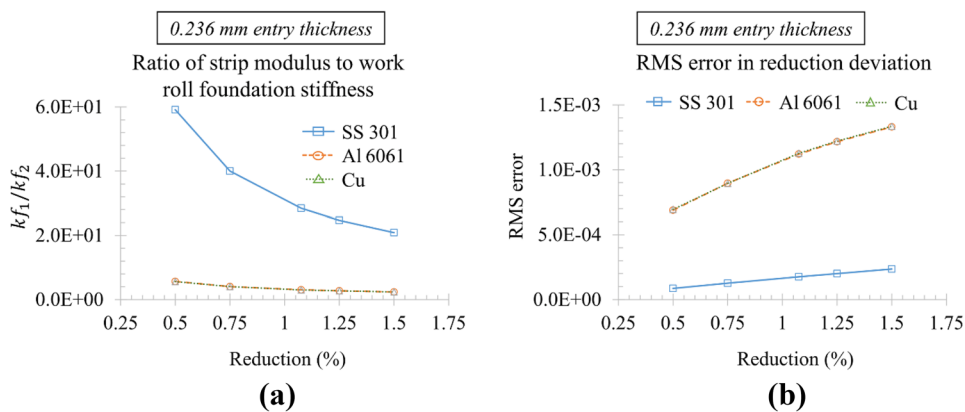 0.236 mm entry thickness
Ratio of strip modulus to work
roll foundation stiffness
6.0E+01
4.0E+01
2.0E+01
0.0E+00
kf1/kf2
SS 301
Al 6061
Cu
0.25 0.5 0.75 1 1.25 1.5 1.75
Reduction (%)
(a)
0.236 mm entry thickness
RMS error in reduction deviation
SS 301 Al 6061 Cu
1.5E-03
1.0E-03
5.0E-04
0.0E+00
RMS error
0.25 0.5 0.75 1 1.25 1.5 1.75
Reduction (%)
(b)